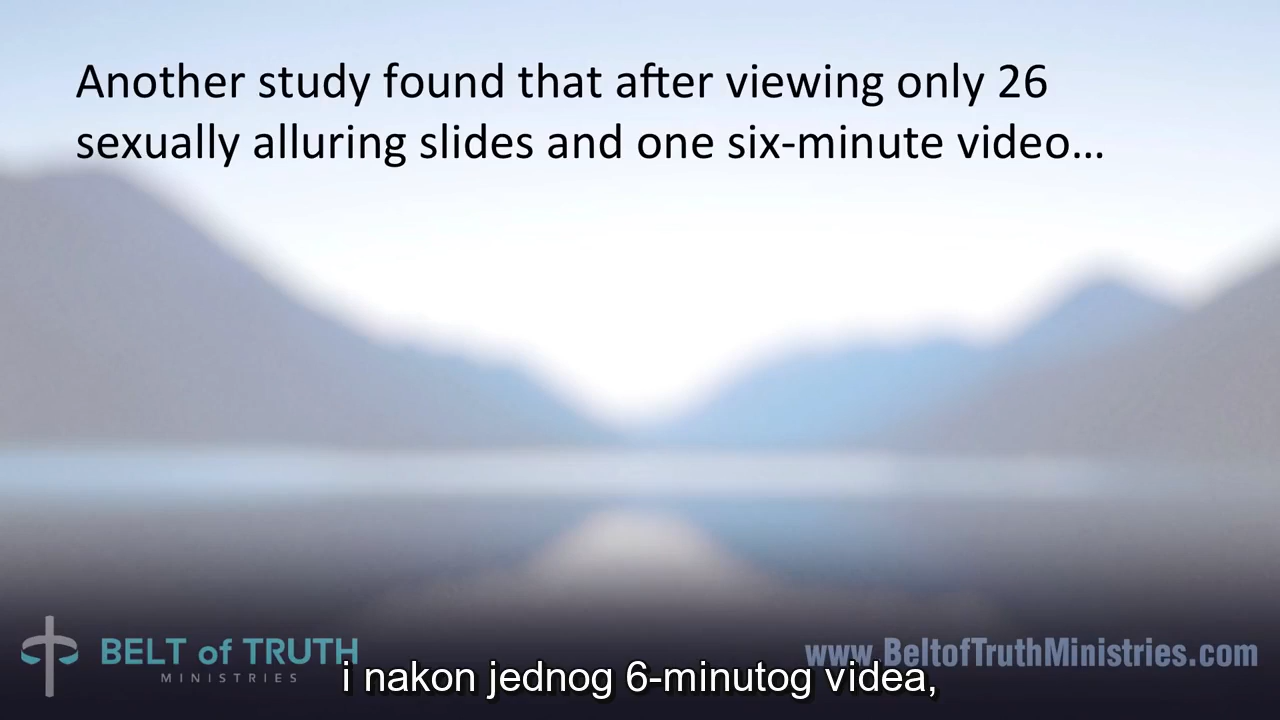 Another study found that after viewing only 26
sexually alluring slides and one six-minute video…
BELT of TRUTH
MINISTRIES
www.BeltofTruthMinistries.com
i nakon jednog 6-minutog videa,